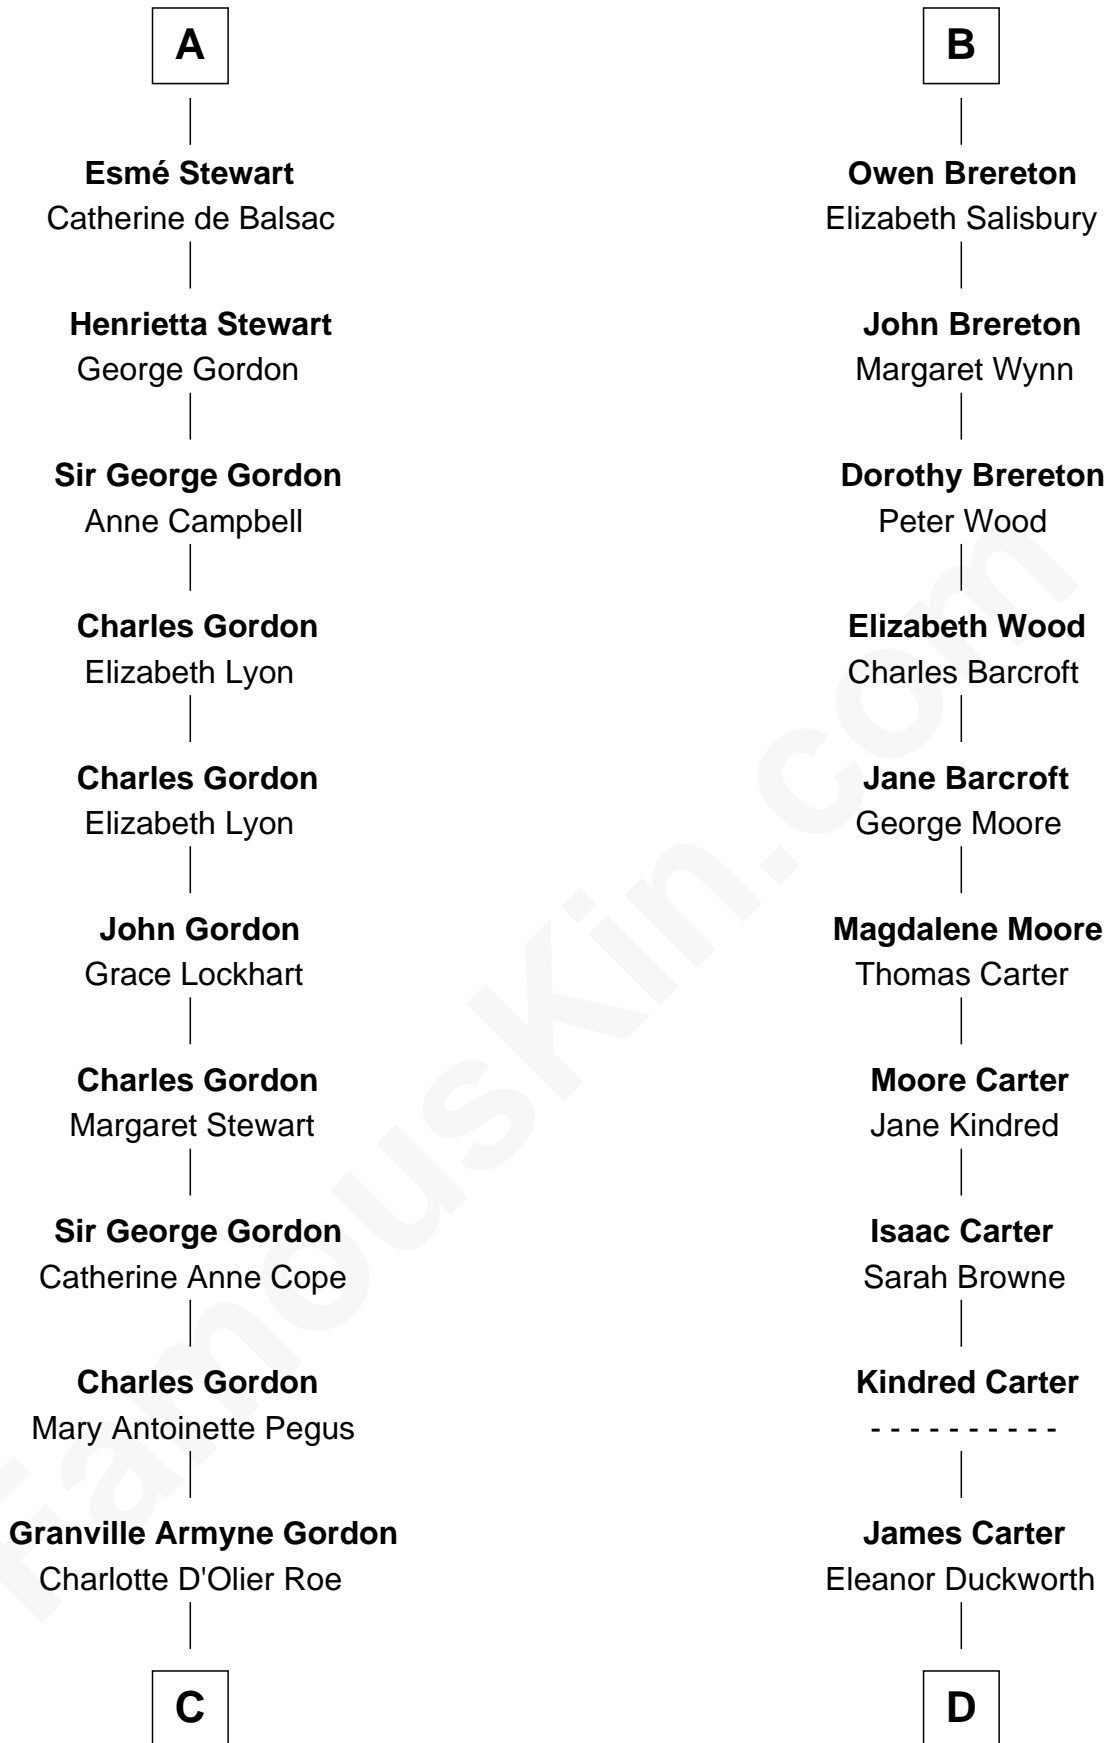 A
Esmé Stewart
Catherine de Balsac
Henrietta Stewart
George Gordon
Sir George Gordon
Anne Campbell
Charles Gordon
Elizabeth Lyon
Charles Gordon
Elizabeth Lyon
John Gordon
Grace Lockhart
Charles Gordon
Margaret Stewart
Sir George Gordon
Catherine Anne Cope
Charles Gordon
Mary Antoinette Pegus
Granville Armyne Gordon
Charlotte D'Olier Roe
C
B
Owen Brereton
Elizabeth Salisbury
John Brereton
Margaret Wynn
Dorothy Brereton
Peter Wood
Elizabeth Wood
Charles Barcroft
Jane Barcroft
George Moore
Magdalene Moore
Thomas Carter
Moore Carter
Jane Kindred
Isaac Carter
Sarah Browne
Kindred Carter
- - - - - - - - - -
James Carter
Eleanor Duckworth
D
FamousKin.com